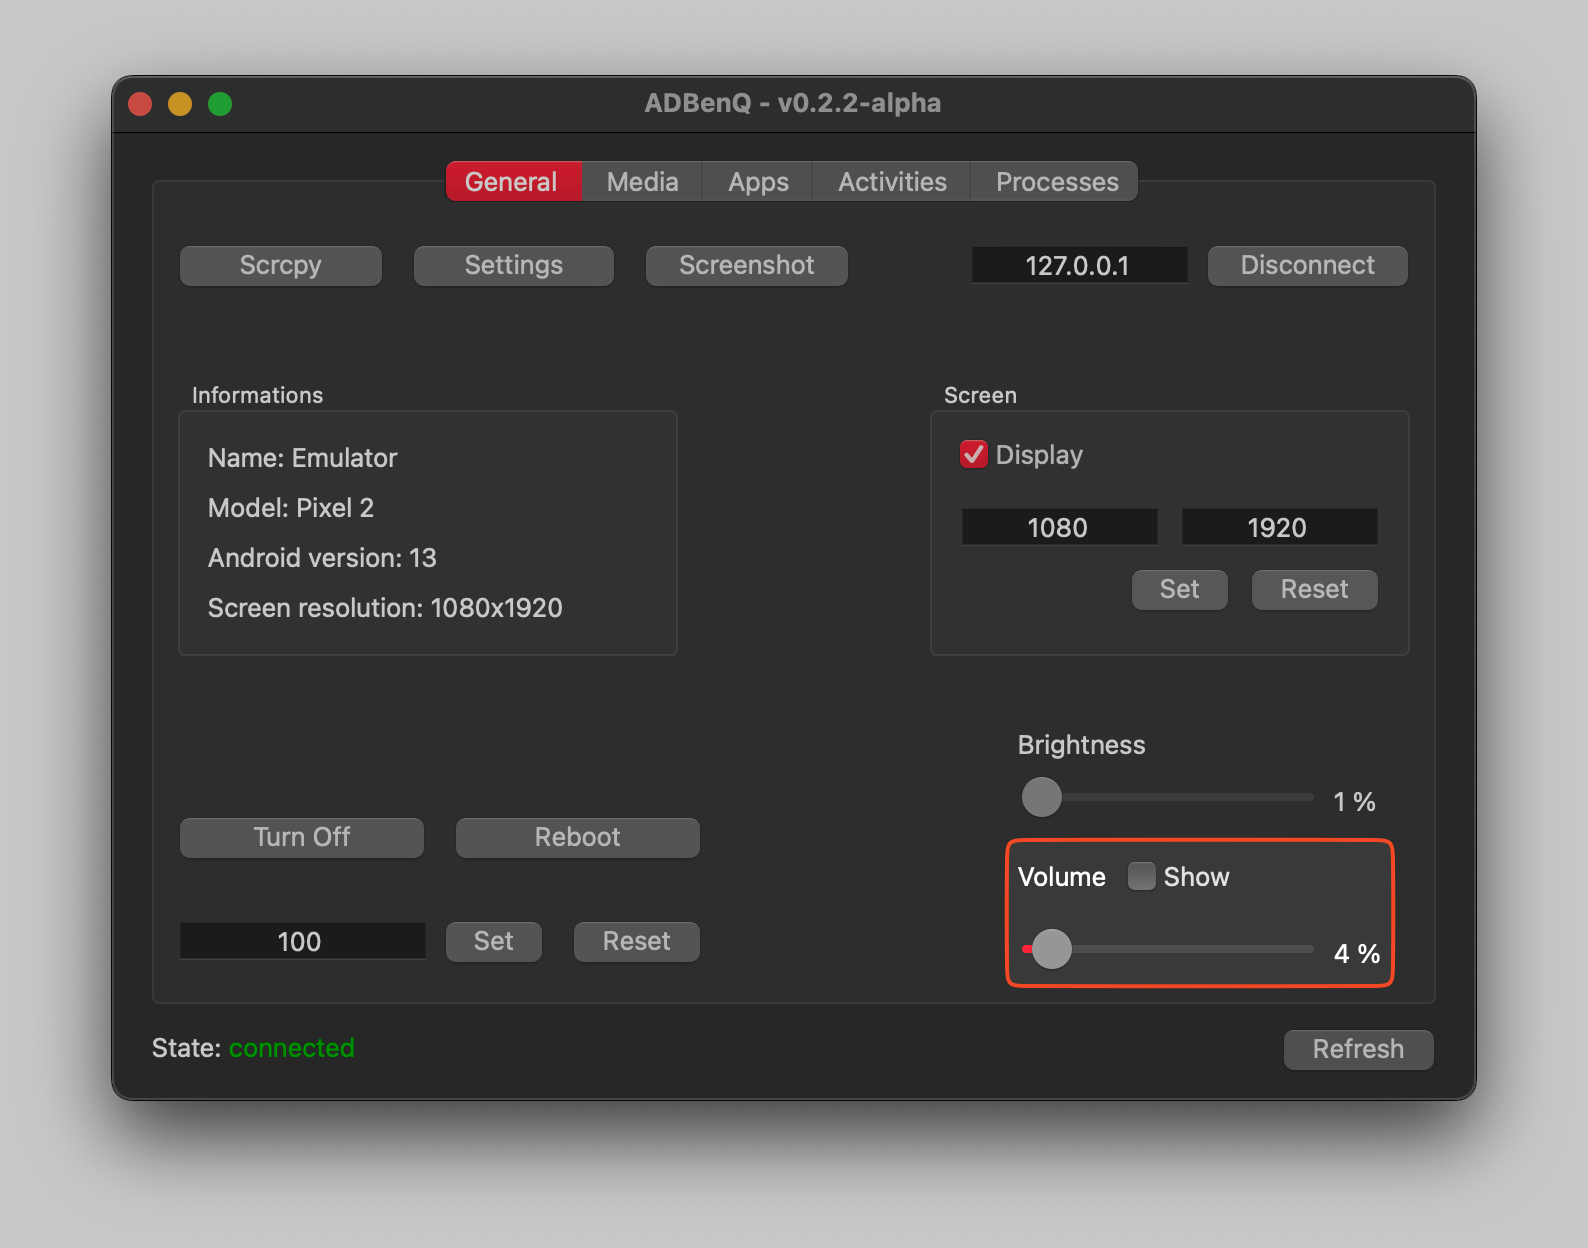 ADBenQ - v0.2.2-alpha
General Media Apps Activities Processes
Scrcpy Settings Screenshot 127.0.0.1 Disconnect
Informations
Name: Emulator
Model: Pixel 2
Android version: 13
Screen resolution: 1080x1920
Screen
Display
1080 1920
Set Reset
Brightness
1 %
Turn Off Reboot
Volume Show
100 Set Reset
4 %
State: connected
Refresh